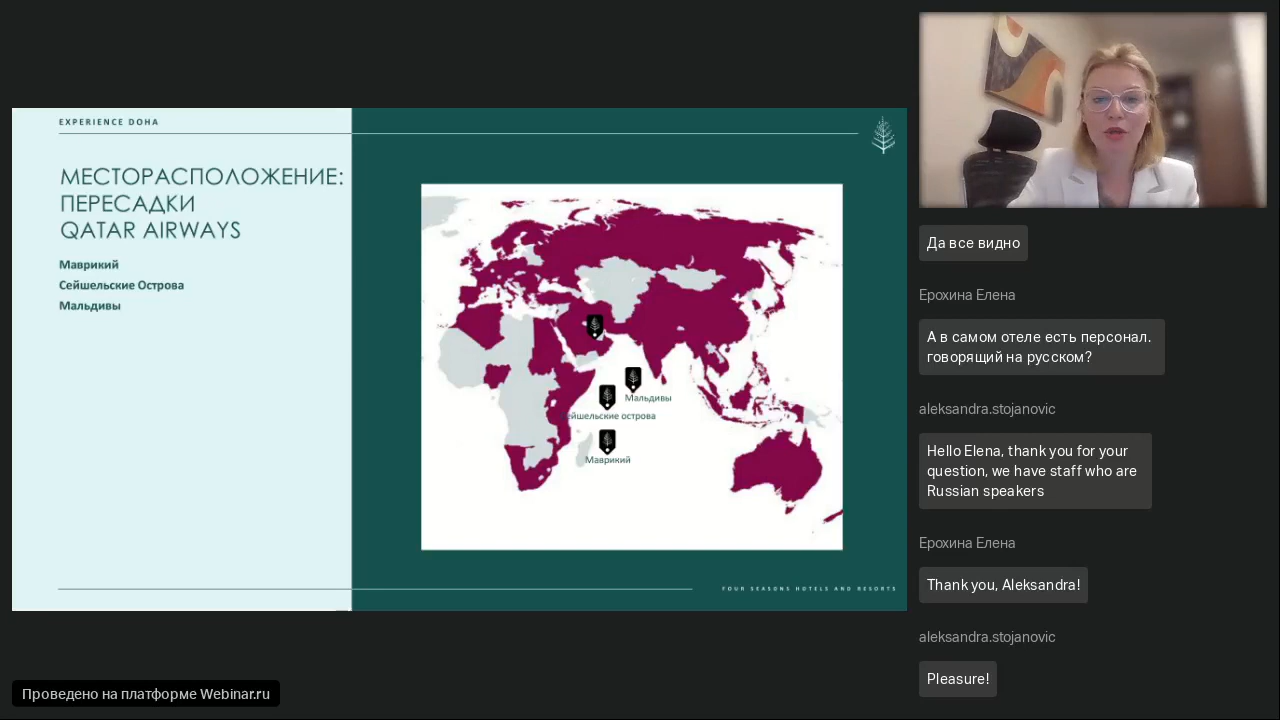 EXPERIENCE DOHA
МЕСТОРАСПОЛОЖЕНИЕ:
ПЕРЕСАДКИ
QATAR AIRWAYS
Маврикий
Сейшельские Острова
Мальдивы
Мальдивы
ейшельские острова
Маврикий
FOUR SEASONS HOTELS AND RESORTS
Проведено на платформе Webinar.ru
Да все видно
Ерохина Елена
А в самом отеле есть персонал.
говорящий на русском?
aleksandra.stojanovic
Hello Elena, thank you for your
question, we have staff who are
Russian speakers
Ерохина Елена
Thank you, Aleksandra!
aleksandra.stojanovic
Pleasure!